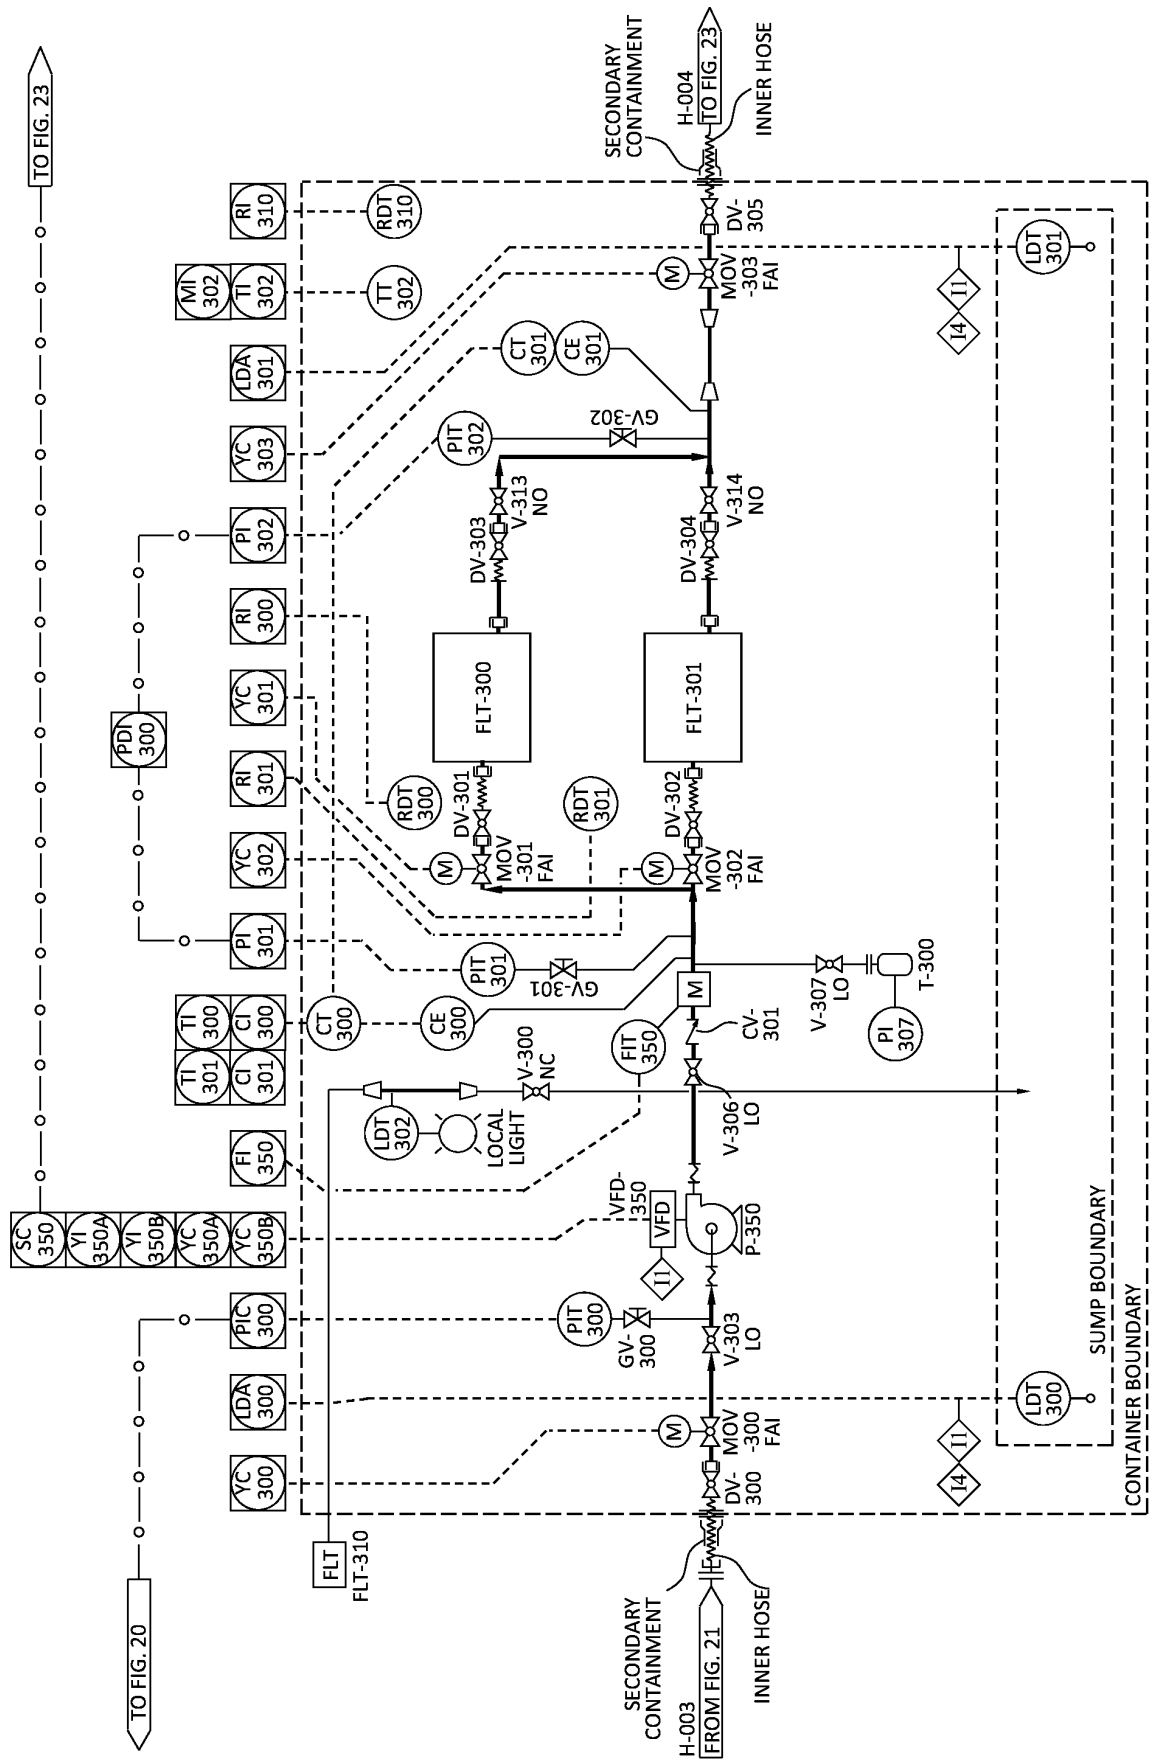 TO FIG. 20
TO FIG. 23
YC
300
LDA
300
PIC
300
SC
350
YI
350A
YI
350B
YC
350A
YC
350B
FI
350
TI
301
CI
301
TI
300
CI
300
PI
301
YC
302
RI
301
PDI
300
YC
301
RI
300
PI
302
YC
303
LDA
301
MI
302
TI
302
RI
310
FLT
FLT-310
LDT
302
LOCAL
LIGHT
V-300
NC
CT
300
CE
300
PIT
301
GV-301
RDT
300
M
MOV
-301
FAI
DV-301
FLT-300
DV-303
V-313
NO
PIT
302
GV-302
CT
301
CE
301
TT
302
RDT
310
SECONDARY
CONTAINMENT
H-003
FROM FIG. 21
INNER HOSE
DV-
300
M
MOV
-300
FAI
PIT
300
GV-
300
V-303
LO
VFD-
350
VFD
I1
P-350
FIT
350
V-306
LO
CV-
301
M
RDT
301
M
MOV
-302
FAI
DV-302
FLT-301
DV-304
V-314
NO
M
MOV
-303
FAI
DV-
305
SECONDARY
CONTAINMENT
H-004
TO FIG. 23
INNER HOSE
V-307
LO
PI
307
T-300
I4
I1
LDT
300
I4
I1
LDT
301
SUMP BOUNDARY
CONTAINER BOUNDARY